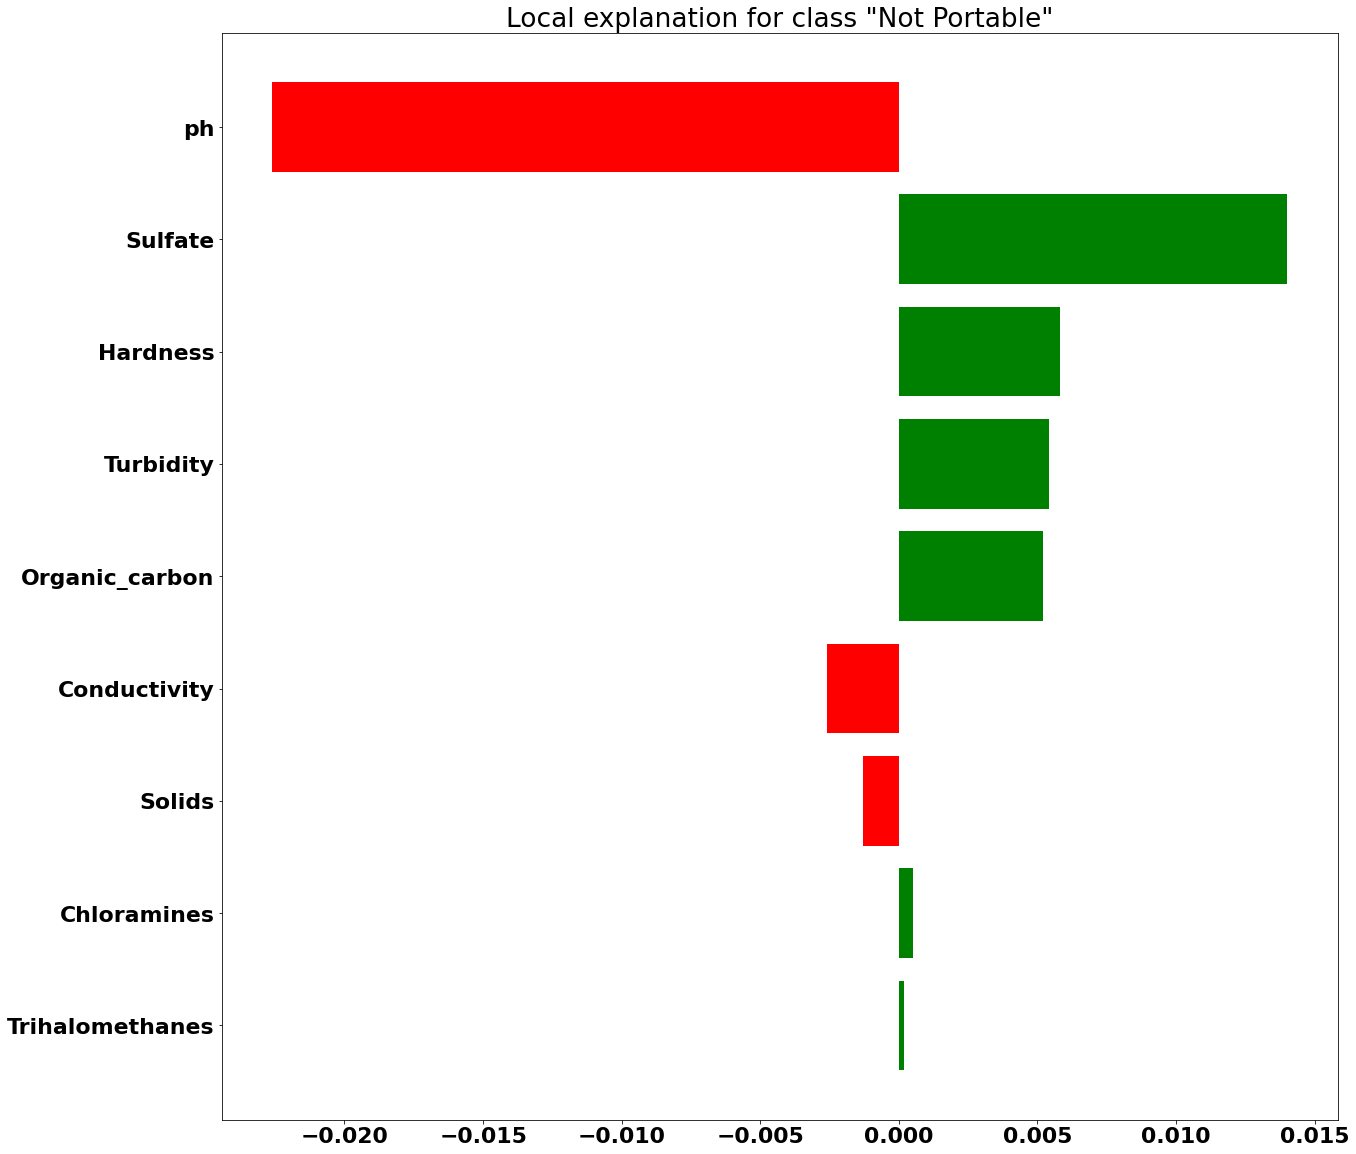 Local explanation for class "Not Portable"
ph
Sulfate
Hardness
Turbidity
Organic_carbon
Conductivity
Solids
Chloramines
Trihalomethanes
−0.020 −0.015 −0.010 −0.005 0.000 0.005 0.010 0.015